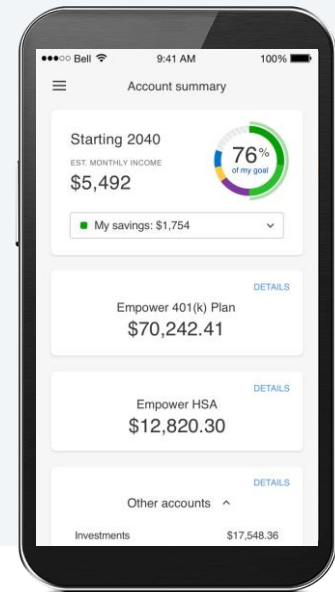 Bell 9:41 AM 100%
Account summary
Starting 2040
EST. MONTHLY INCOME
$5,492
76%
of my goal
My savings: $1,754
DETAILS
Empower 401(k) Plan
$70,242.41
DETAILS
Empower HSA
$12,820.30
DETAILS
Other accounts
Investments $17,548.36